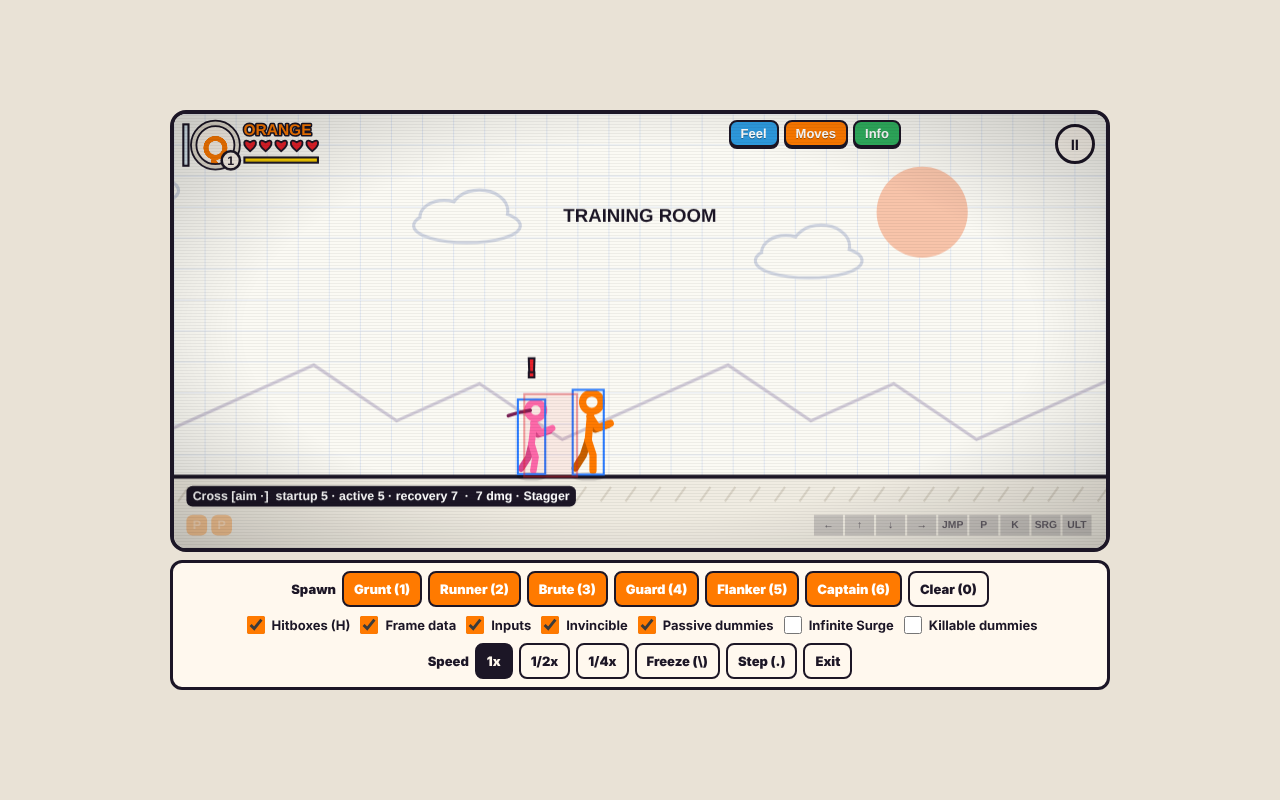 ORANGE
1
Feel
Moves
Info
TRAINING ROOM
!
Cross [aim ·] startup 5 · active 5 · recovery 7 · 7 dmg · Stagger
P P
← ↑ ↓ → JMP P K SRG ULT
Spawn Grunt (1) Runner (2) Brute (3) Guard (4) Flanker (5) Captain (6) Clear (0)
Hitboxes (H) Frame data Inputs Invincible Passive dummies Infinite Surge Killable dummies
Speed 1x 1/2x 1/4x Freeze (\) Step (.) Exit